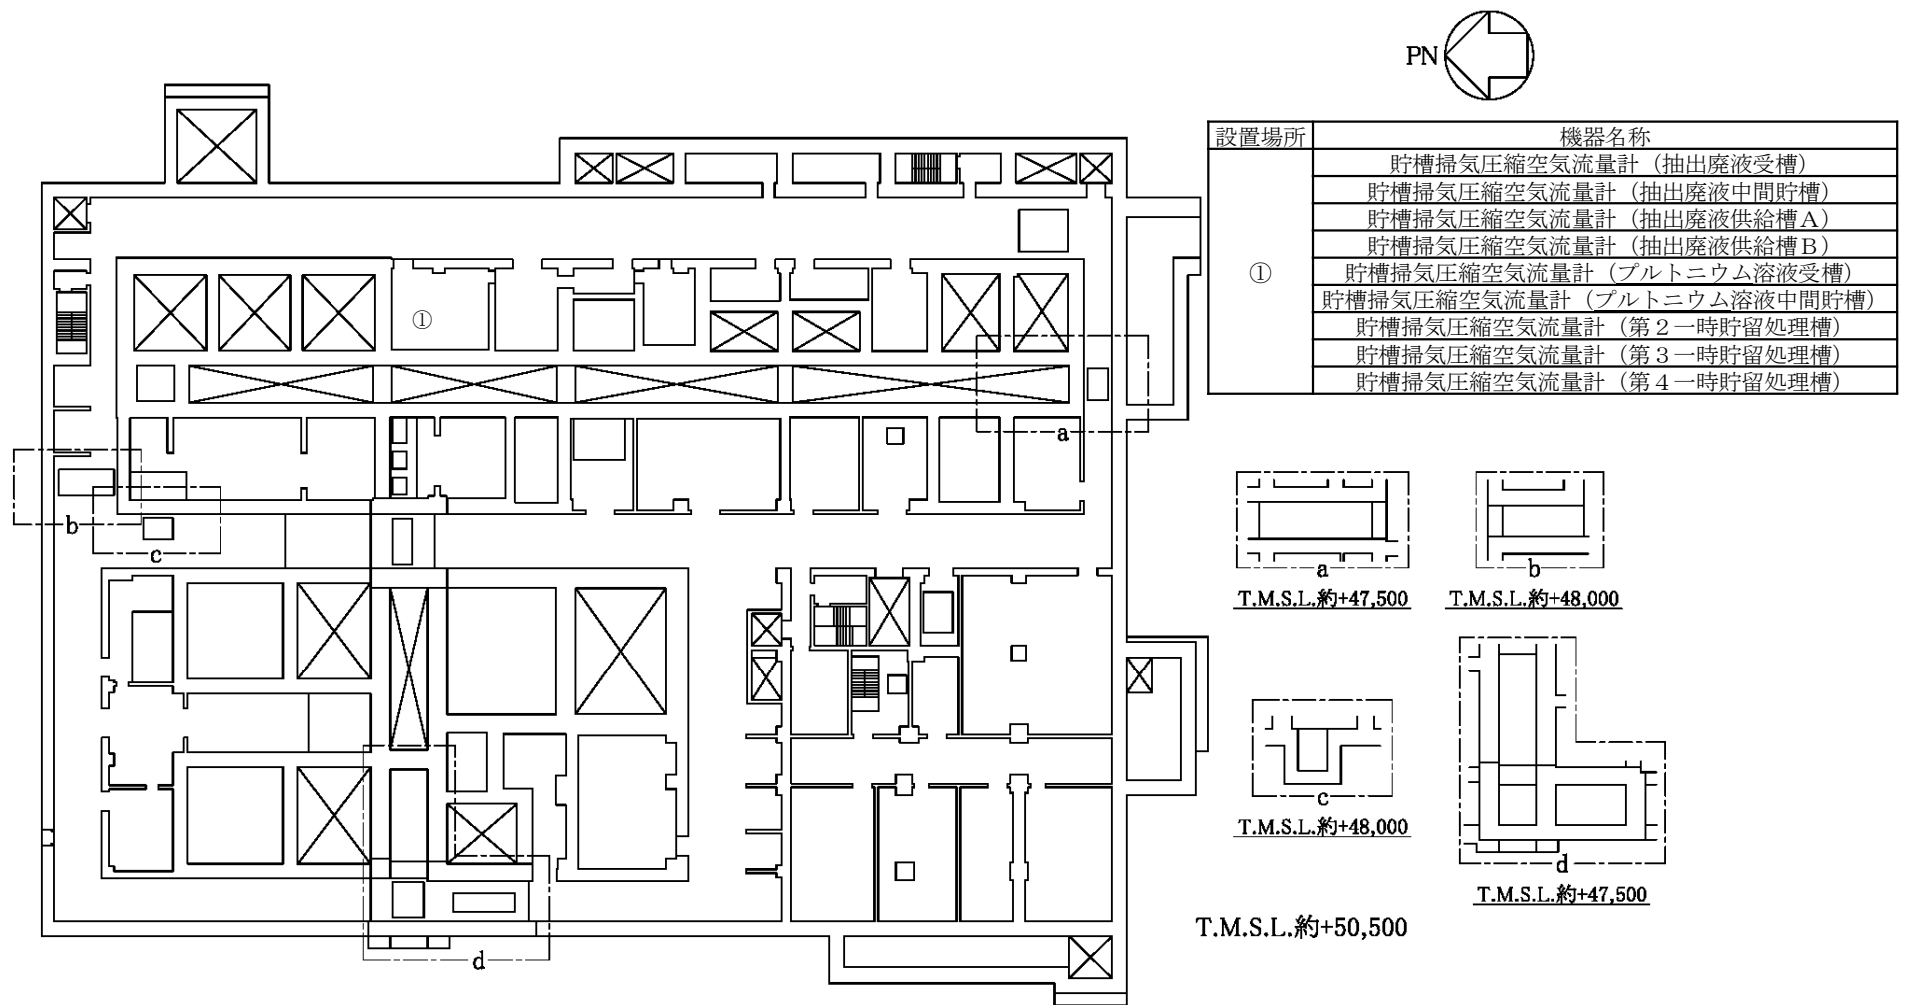 PN
設置場所 機器名称
① 貯槽掃気圧縮空気流量計（抽出廃液受槽）
貯槽掃気圧縮空気流量計（抽出廃液中間貯槽）
貯槽掃気圧縮空気流量計（抽出廃液供給槽Ａ）
貯槽掃気圧縮空気流量計（抽出廃液供給槽Ｂ）
貯槽掃気圧縮空気流量計（プルトニウム溶液受槽）
貯槽掃気圧縮空気流量計（プルトニウム溶液中間貯槽）
貯槽掃気圧縮空気流量計（第２一時貯留処理槽）
貯槽掃気圧縮空気流量計（第３一時貯留処理槽）
貯槽掃気圧縮空気流量計（第４一時貯留処理槽）
①
a
b
c
d
a
T.M.S.L.約+47,500
b
T.M.S.L.約+48,000
c
T.M.S.L.約+48,000
d
T.M.S.L.約+47,500
T.M.S.L.約+50,500